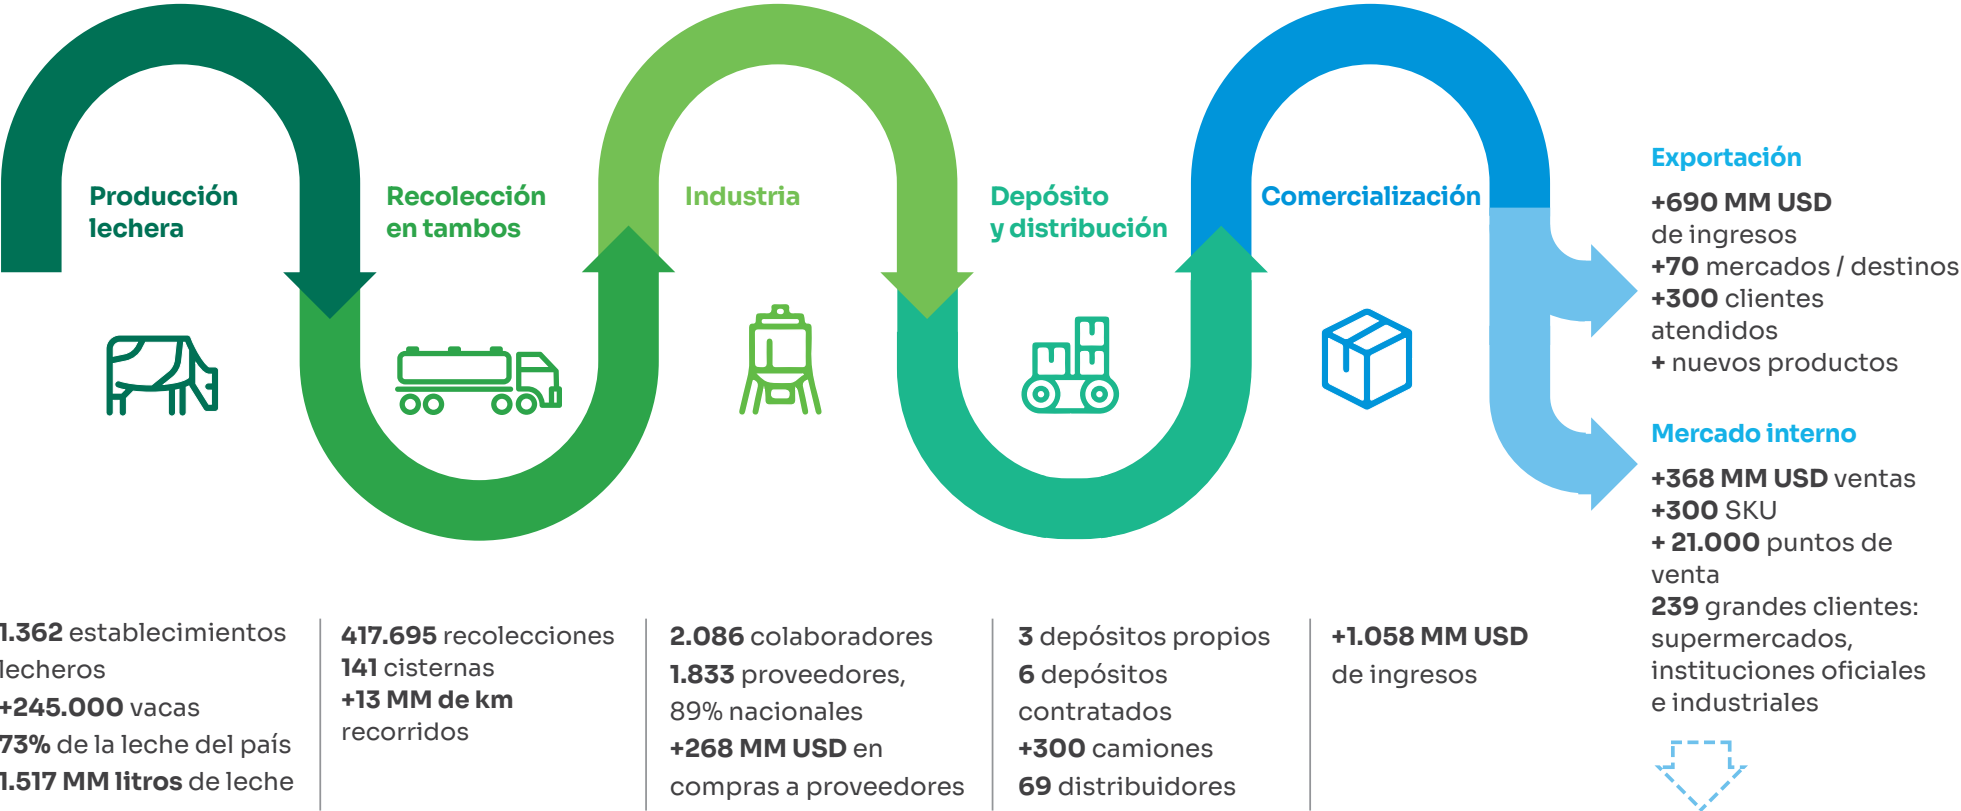 Producción
lechera
Recolección
en tambos
Industria
Depósito
y distribución
Comercialización
Exportación
+690 MM USD
de ingresos
+70 mercados / destinos
+300 clientes
atendidos
+ nuevos productos
Mercado interno
+368 MM USD ventas
+300 SKU
+ 21.000 puntos de
venta
239 grandes clientes:
supermercados,
instituciones oficiales
e industriales
1.362 establecimientos
lecheros
+245.000 vacas
73% de la leche del país
1.517 MM litros de leche
417.695 recolecciones
141 cisternas
+13 MM de km
recorridos
2.086 colaboradores
1.833 proveedores,
89% nacionales
+268 MM USD en
compras a proveedores
3 depósitos propios
6 depósitos
contratados
+300 camiones
69 distribuidores
+1.058 MM USD
de ingresos